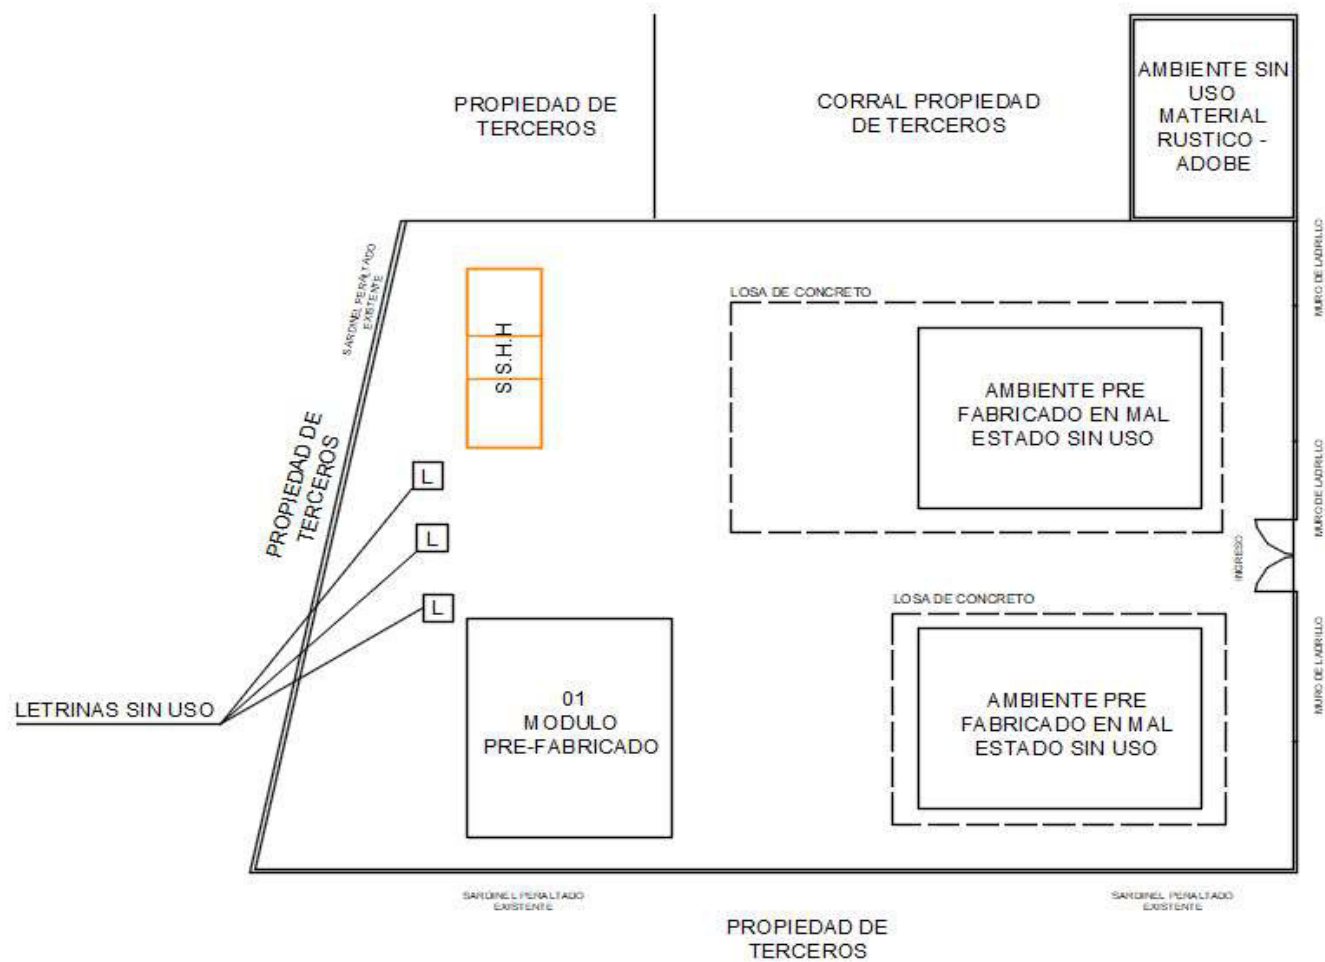 PROPIEDAD DE
TERCEROS
CORRAL PROPIEDAD
DE TERCEROS
AMBIENTE SIN
USO
MATERIAL
RUSTICO -
ADOBE
SARDINEL PERALTADO
EXISTENTE
S.S.H.H
LOSA DE CONCRETO
AMBIENTE PRE
FABRICADO EN MAL
ESTADO SIN USO
MURO DE LADRILLO
MURO DE LADRILLO
MURO DE LADRILLO
PROPIEDAD DE
TERCEROS
L
L
L
INGRESO
LOSA DE CONCRETO
LETRINAS SIN USO
01
MODULO
PRE-FABRICADO
AMBIENTE PRE
FABRICADO EN MAL
ESTADO SIN USO
SARDINEL PERALTADO
EXISTENTE
SARDINEL PERALTADO
EXISTENTE
PROPIEDAD DE
TERCEROS